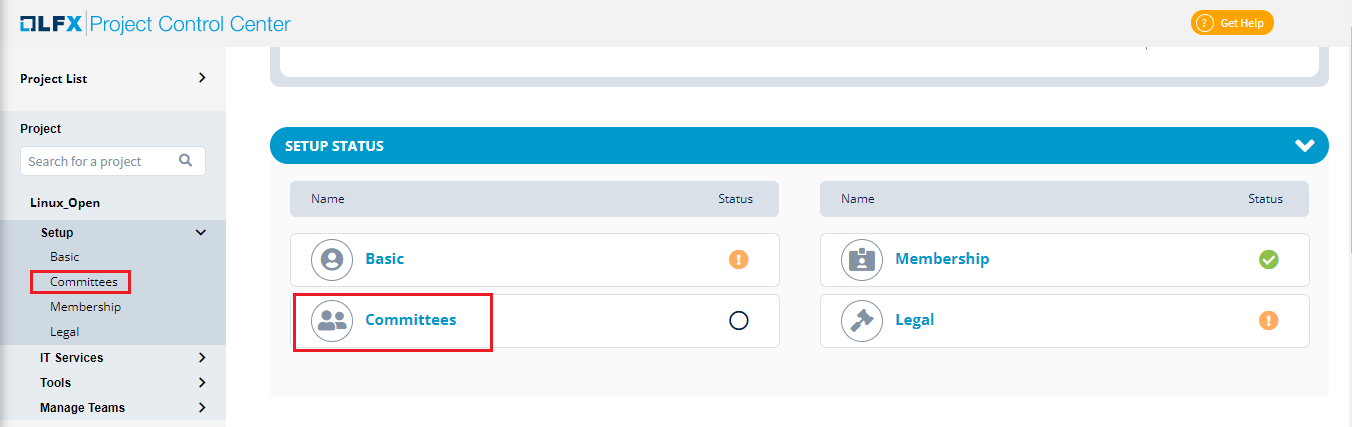 LFX Project Control Center
? Get Help
Project List
Project
Search for a project
Linux_Open
Setup
Basic
Committees
Membership
Legal
IT Services
Tools
Manage Teams
SETUP STATUS
Name Status
Basic
Committees
Name Status
Membership
Legal